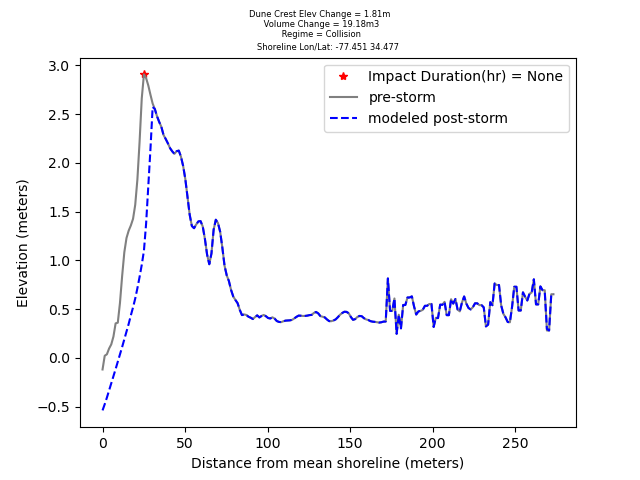 Dune Crest Elev Change = 1.81m
Volume Change = 19.18m3
Regime = Collision
Shoreline Lon/Lat: -77.451 34.477
Impact Duration(hr) = None
pre-storm
modeled post-storm
Elevation (meters)
3.0
2.5
2.0
1.5
1.0
0.5
0.0
−0.5
0 50 100 150 200 250
Distance from mean shoreline (meters)